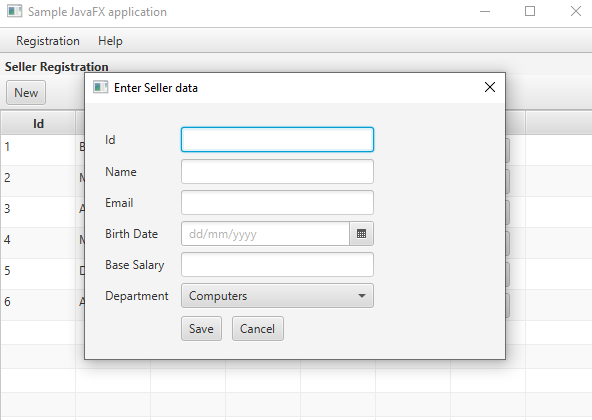 Sample JavaFX application
Registration Help
Seller Registration
New
Enter Seller data
Id
1
2
3
4
5
6
Id
Name
Email
Birth Date dd/mm/yyyy
Base Salary
Department Computers
Save Cancel